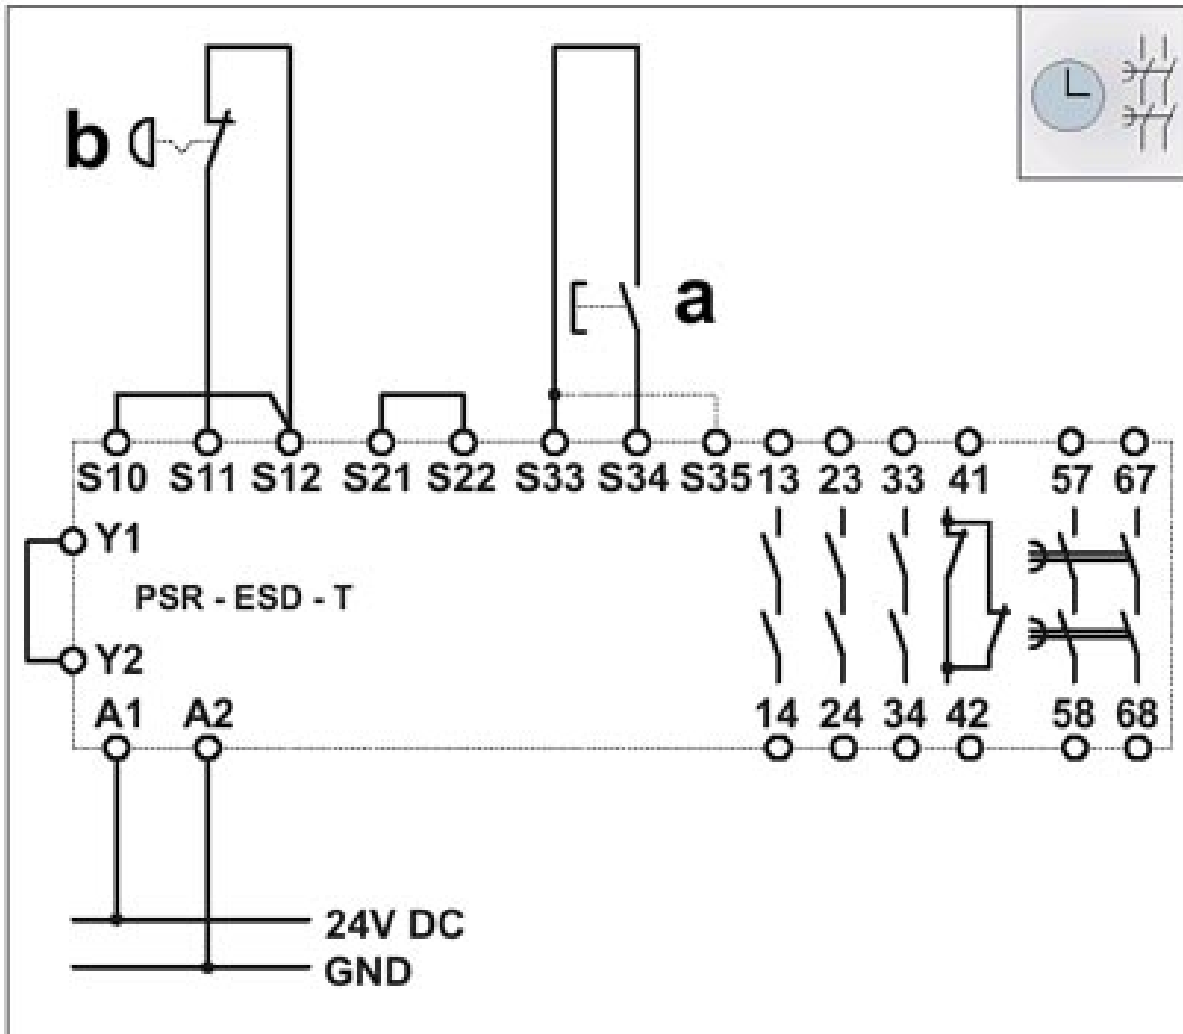 b
a
S10 S11 S12 S21 S22 S33 S34 S35 13 23 33 41 57 67
Y1
PSR - ESD - T
Y2
A1 A2 14 24 34 42 58 68
24V DC
GND